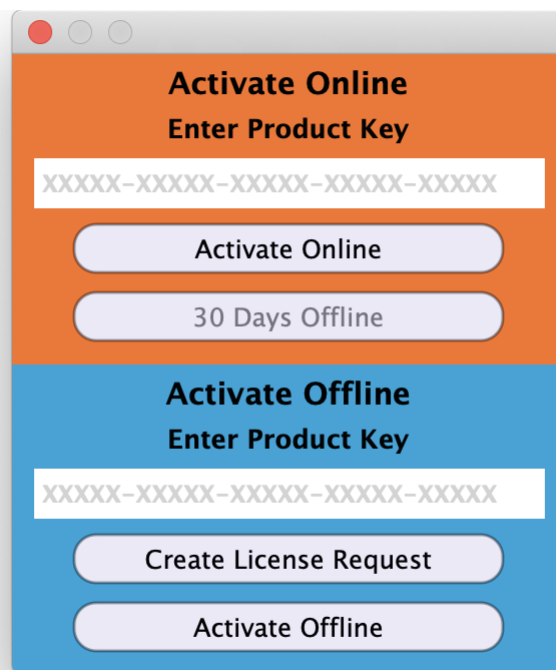 Activate Online
Enter Product Key
XXXXX-XXXXX-XXXXX-XXXXX-XXXXX
Activate Online
30 Days Offline
Activate Offline
Enter Product Key
XXXXX-XXXXX-XXXXX-XXXXX-XXXXX
Create License Request
Activate Offline